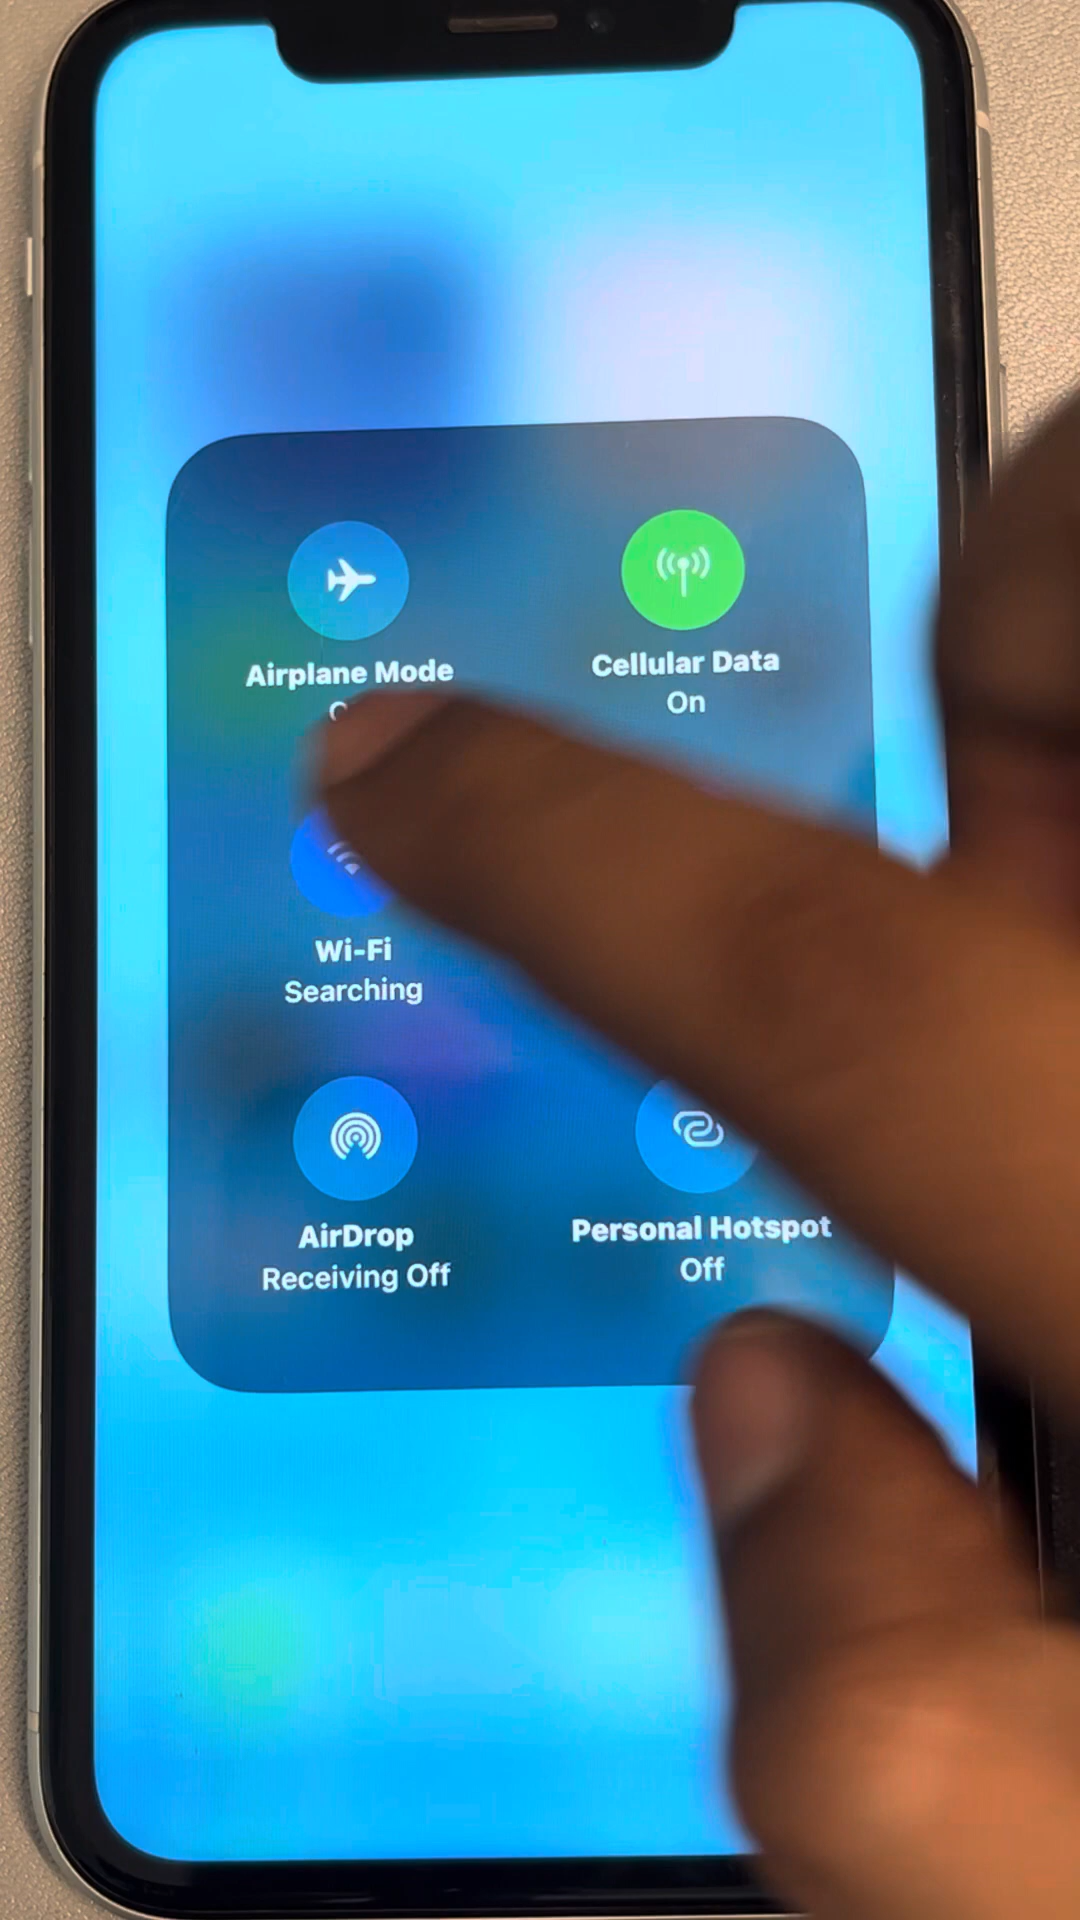 Airplane Mode
Cellular Data
On
Wi-Fi
Searching
AirDrop
Receiving Off
Personal Hotspot
Off